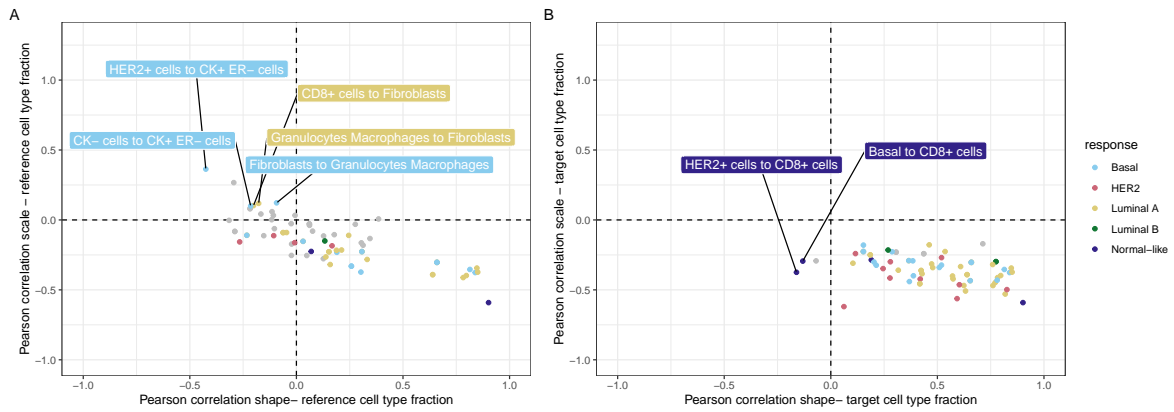 A
B
Pearson correlation scale − reference cell type fraction
1.0
0.5
0.0
−0.5
−1.0
HER2+ cells to CK+ ER− cells
CD8+ cells to Fibroblasts
CK− cells to CK+ ER− cells
Granulocytes Macrophages to Fibroblasts
Fibroblasts to Granulocytes Macrophages
−1.0
−0.5
0.0
0.5
1.0
Pearson correlation shape− reference cell type fraction
Pearson correlation scale − target cell type fraction
1.0
0.5
0.0
−0.5
−1.0
HER2+ cells to CD8+ cells
Basal to CD8+ cells
−1.0
−0.5
0.0
0.5
1.0
Pearson correlation shape− target cell type fraction
response
Basal
HER2
Luminal A
Luminal B
Normal−like